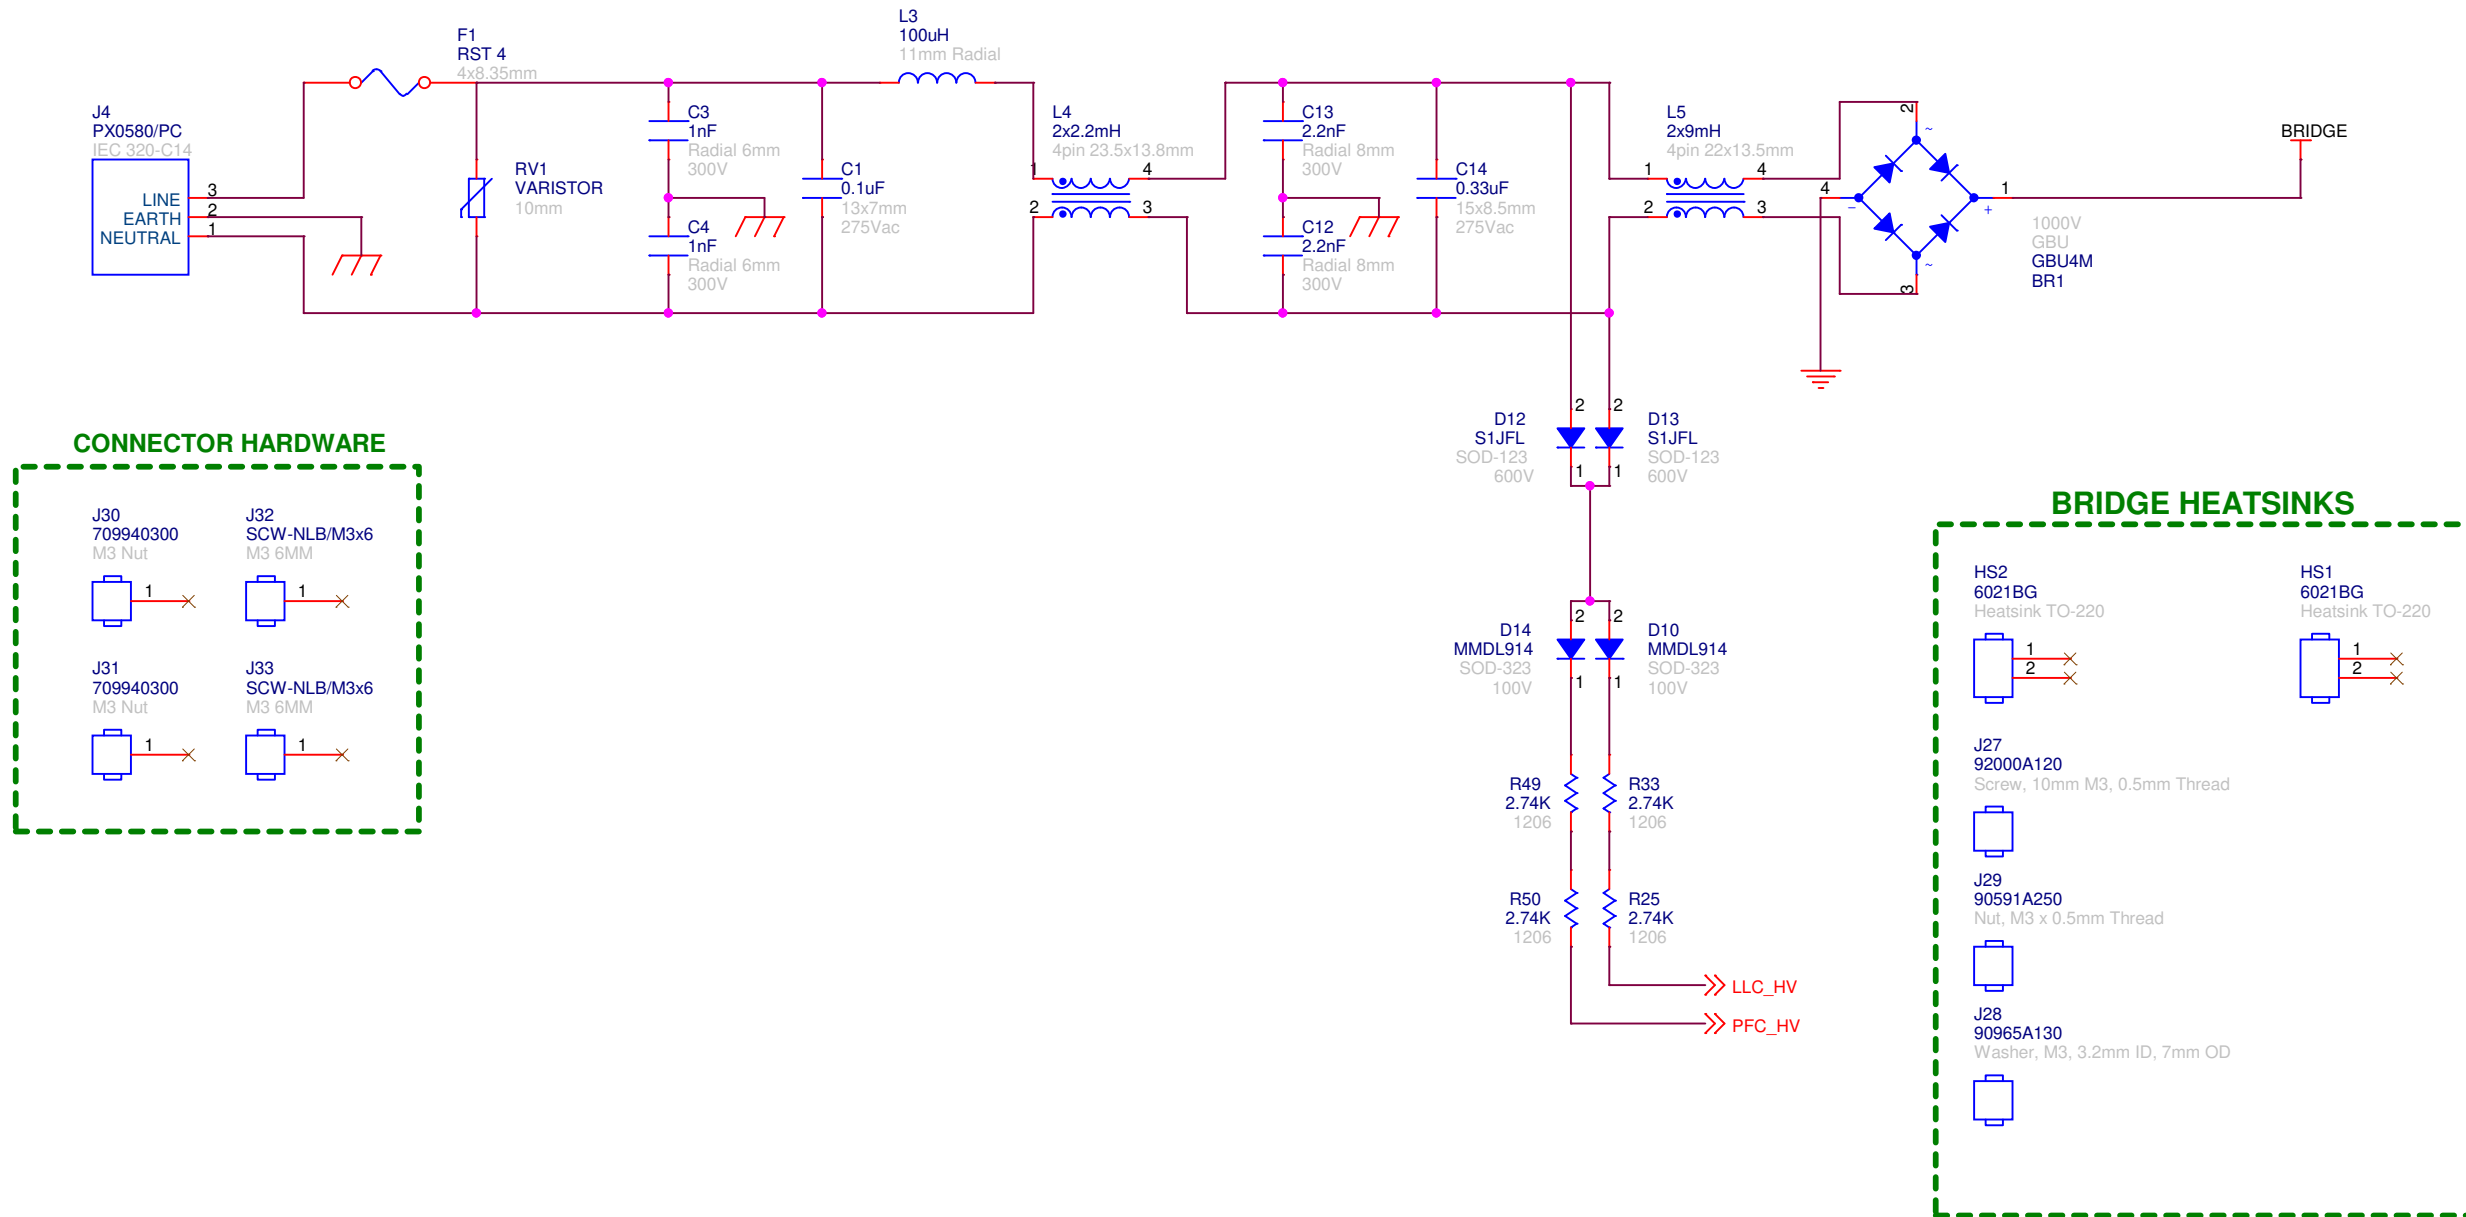 L3
100uH
11mm Radial
F1
RST 4
4x8.35mm
J4
PX0580/PC
IEC 320-C14
LINE
EARTH
NEUTRAL
3
2
1
RV1
VARISTOR
10mm
C3
1nF
Radial 6mm
300V
C4
1nF
Radial 6mm
300V
C1
0.1uF
13x7mm
275Vac
L4
2x2.2mH
4pin 23.5x13.8mm
1
4
2
3
C13
2.2nF
Radial 8mm
300V
C12
2.2nF
Radial 8mm
300V
C14
0.33uF
15x8.5mm
275Vac
L5
2x9mH
4pin 22x13.5mm
1
4
2
3
2
~
4
−
1
+
~
3
1000V
GBU
GBU4M
BR1
BRIDGE
D12
S1JFL
SOD-123
600V
2
1
2
1
D13
S1JFL
SOD-123
600V
D14
MMDL914
SOD-323
100V
2
1
2
1
D10
MMDL914
SOD-323
100V
R49
2.74K
1206
R33
2.74K
1206
R50
2.74K
1206
R25
2.74K
1206
LLC_HV
PFC_HV
CONNECTOR HARDWARE
J30
709940300
M3 Nut
1
J32
SCW-NLB/M3x6
M3 6MM
1
J31
709940300
M3 Nut
1
J33
SCW-NLB/M3x6
M3 6MM
1
BRIDGE HEATSINKS
HS2
6021BG
Heatsink TO-220
1
2
HS1
6021BG
Heatsink TO-220
1
2
J27
92000A120
Screw, 10mm M3, 0.5mm Thread
J29
90591A250
Nut, M3 x 0.5mm Thread
J28
90965A130
Washer, M3, 3.2mm ID, 7mm OD